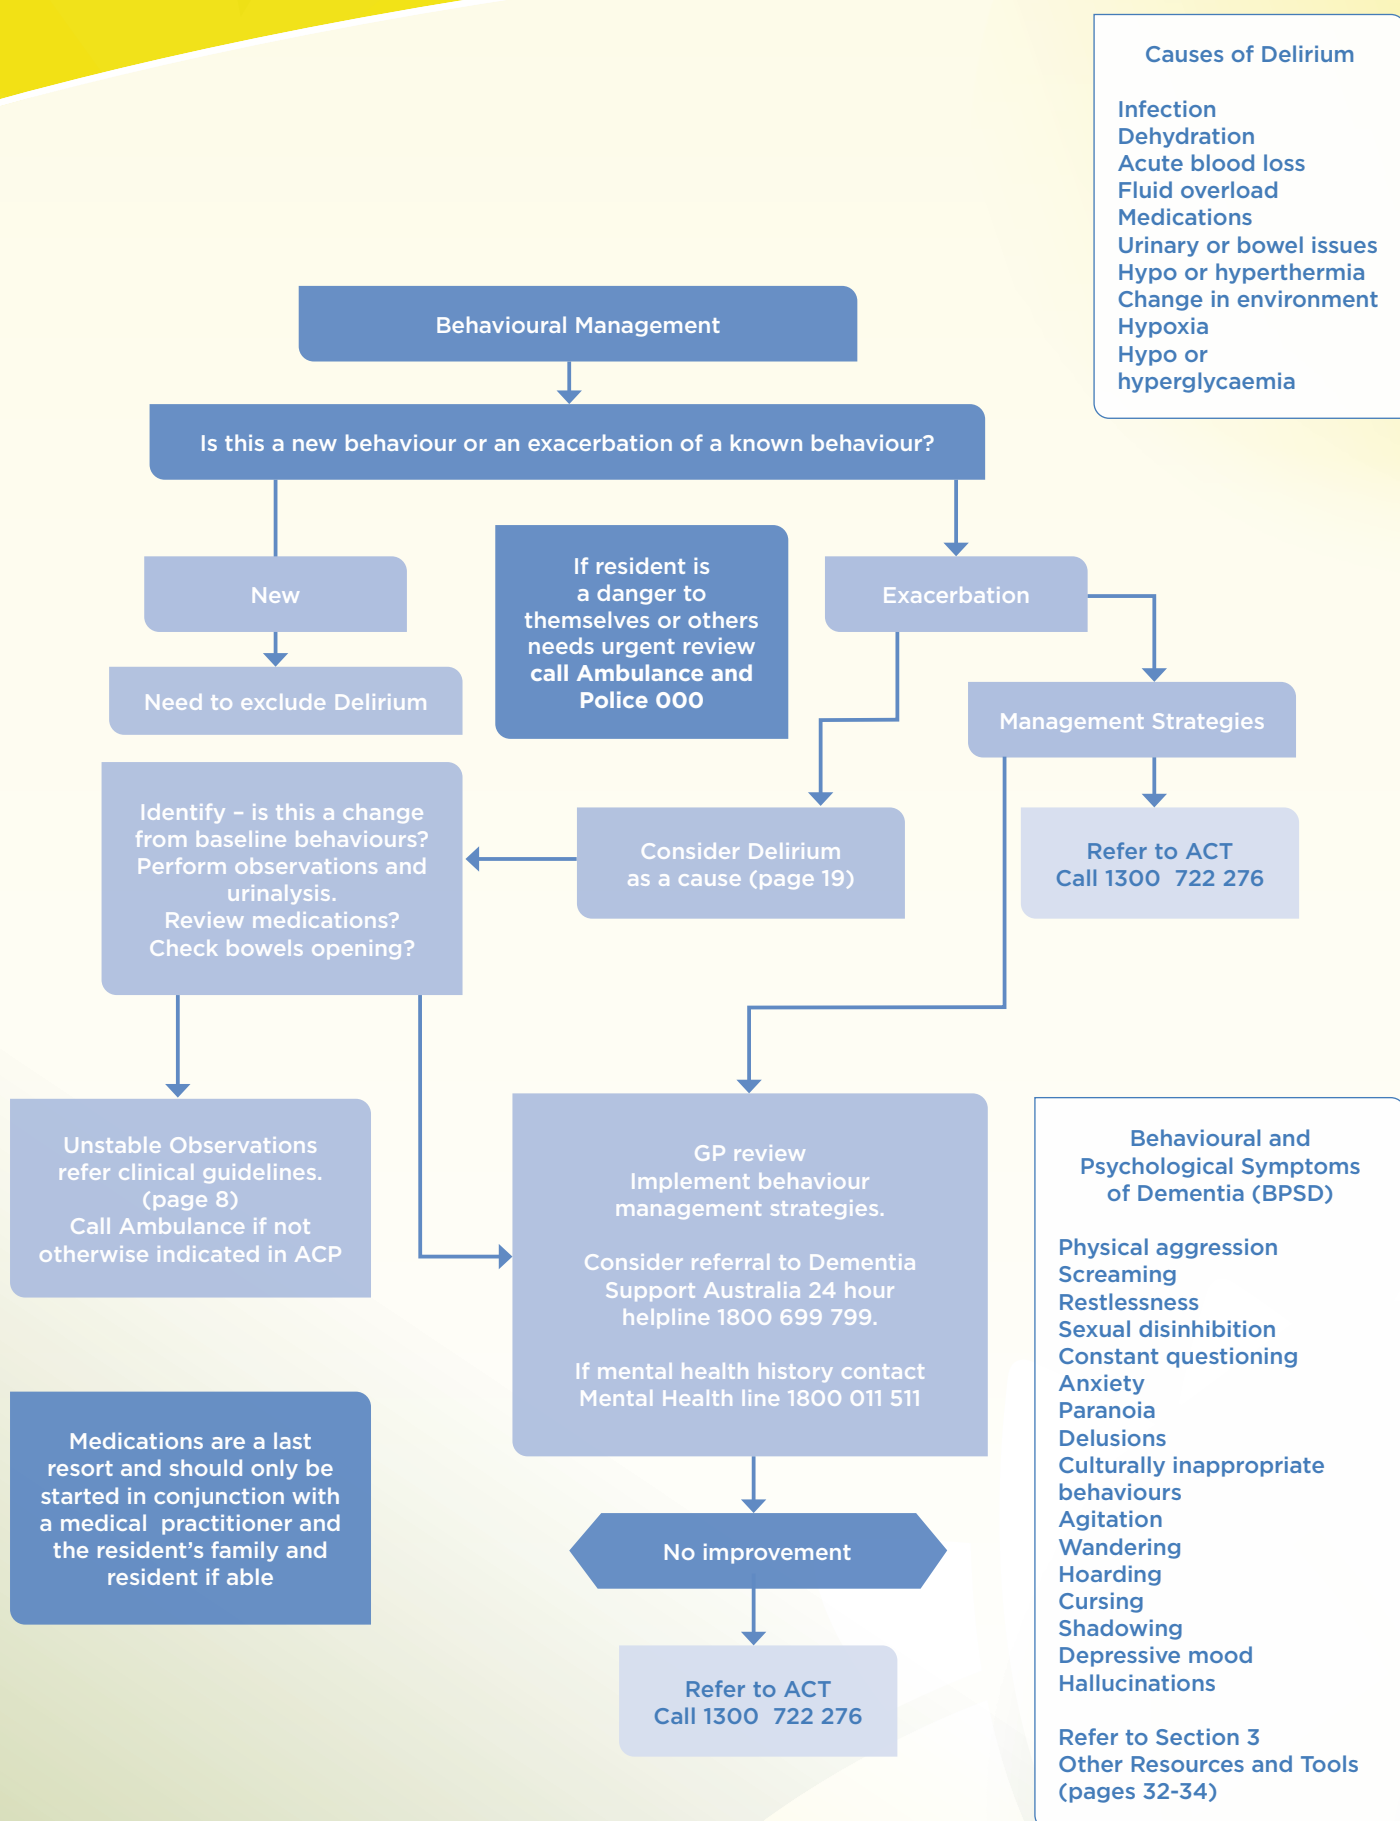 Causes of Delirium
Infection
Dehydration
Acute blood loss
Fluid overload
Medications
Urinary or bowel issues
Hypo or hyperthermia
Change in environment
Hypoxia
Hypo or
hyperglycaemia
Behavioural Management
Is this a new behaviour or an exacerbation of a known behaviour?
New
Need to exclude Delirium
If resident is
a danger to
themselves or others
needs urgent review
call Ambulance and
Police 000
Exacerbation
Management Strategies
Identify – is this a change
from baseline behaviours?
Perform observations and
urinalysis.
Review medications?
Check bowels opening?
Consider Delirium
as a cause (page 19)
Refer to ACT
Call 1300 722 276
Unstable Observations
refer clinical guidelines.
(page 8)
Call Ambulance if not
otherwise indicated in ACP
GP review
Implement behaviour
management strategies.
Consider referral to Dementia
Support Australia 24 hour
helpline 1800 699 799.
If mental health history contact
Mental Health line 1800 011 511
Medications are a last
resort and should only be
started in conjunction with
a medical practitioner and
the resident's family and
resident if able
No improvement
Refer to ACT
Call 1300 722 276
Behavioural and
Psychological Symptoms
of Dementia (BPSD)
Physical aggression
Screaming
Restlessness
Sexual disinhibition
Constant questioning
Anxiety
Paranoia
Delusions
Culturally inappropriate
behaviours
Agitation
Wandering
Hoarding
Cursing
Shadowing
Depressive mood
Hallucinations
Refer to Section 3
Other Resources and Tools
(pages 32-34)